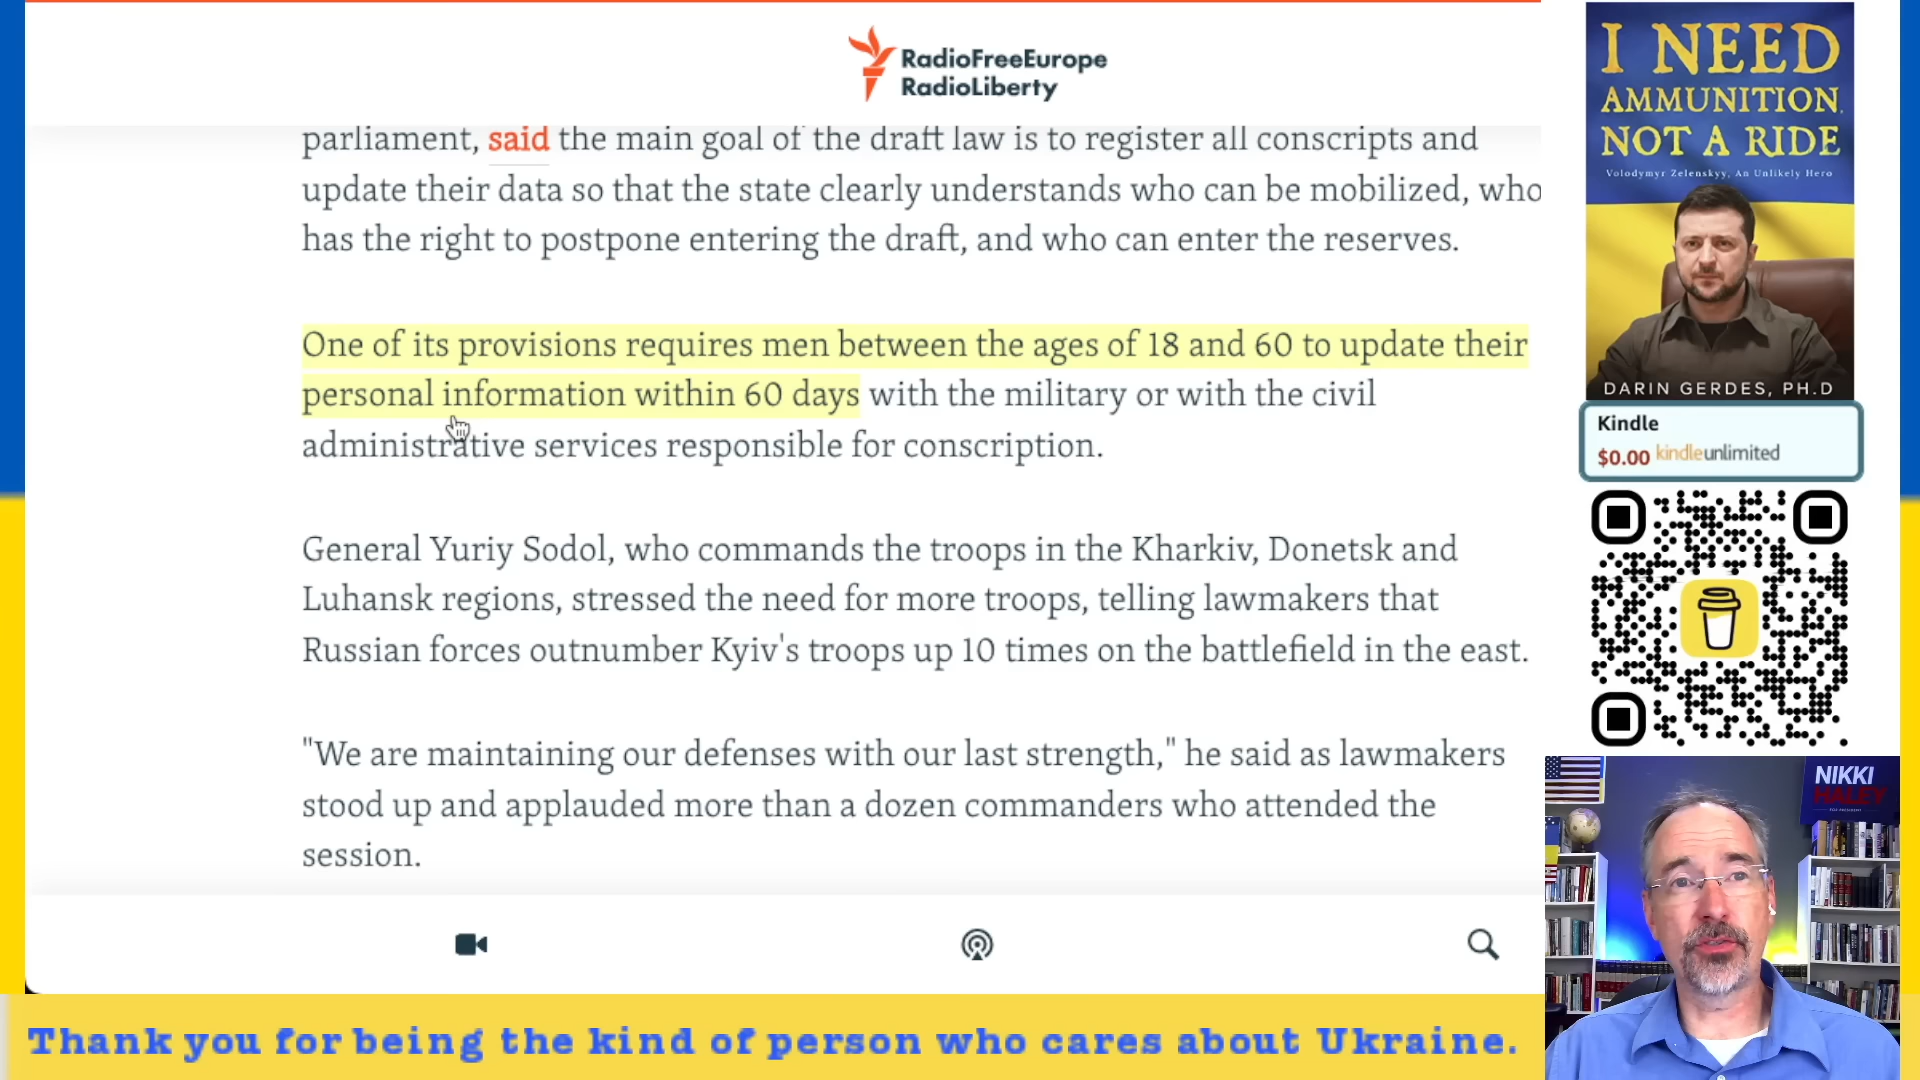 RadioFreeEurope
RadioLiberty
parliament, said the main goal of the draft law is to register all conscripts and
update their data so that the state clearly understands who can be mobilized, who
has the right to postpone entering the draft, and who can enter the reserves.
One of its provisions requires men between the ages of 18 and 60 to update their
personal information within 60 days with the military or with the civil
administrative services responsible for conscription.
General Yuriy Sodol, who commands the troops in the Kharkiv, Donetsk and
Luhansk regions, stressed the need for more troops, telling lawmakers that
Russian forces outnumber Kyiv's troops up 10 times on the battlefield in the east.
"We are maintaining our defenses with our last strength," he said as lawmakers
stood up and applauded more than a dozen commanders who attended the
session.
I NEED
AMMUNITION,
NOT A RIDE
Volodymyr Zelenskyy, An Unlikely Hero
DARIN GERDES, PH.D
Kindle
$0.00 kindleunlimited
NIKKI
HALEY
Thank you for being the kind of person who cares about Ukraine.